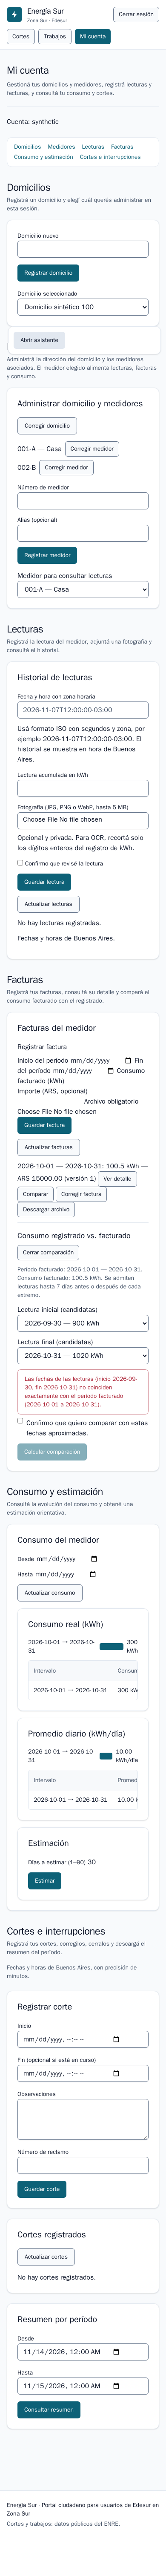 Energía Sur
Zona Sur · Edesur
Cerrar sesión
Cortes
Trabajos
Mi cuenta
Mi cuenta
Gestioná tus domicilios y medidores, registrá lecturas y
facturas, y consultá tu consumo y cortes.
Cuenta: synthetic
Domicilios
Medidores
Lecturas
Facturas
Consumo y estimación
Cortes e interrupciones
Domicilios
Registrá un domicilio y elegí cuál querés administrar en
esta sesión.
Domicilio nuevo
Registrar domicilio
Domicilio seleccionado
Domicilio sintético 100
Abrir asistente
Administrá la dirección del domicilio y los medidores
asociados. El medidor elegido alimenta lecturas, facturas
y consumo.
Administrar domicilio y medidores
Corregir domicilio
001-A — Casa
Corregir medidor
002-B
Corregir medidor
Número de medidor
Alias (opcional)
Registrar medidor
Medidor para consultar lecturas
001-A — Casa
Lecturas
Registrá la lectura del medidor, adjuntá una fotografía y
consultá el historial.
Historial de lecturas
Fecha y hora con zona horaria
2026-11-07T12:00:00-03:00
Usá formato ISO con segundos y zona, por
ejemplo 2026-11-07T12:00:00-03:00. El
historial se muestra en hora de Buenos
Aires.
Lectura acumulada en kWh
Fotografía (JPG, PNG o WebP, hasta 5 MB)
Choose File No file chosen
Opcional y privada. Para OCR, recortá solo
los dígitos enteros del registro de kWh.
Confirmo que revisé la lectura
Guardar lectura
Actualizar lecturas
No hay lecturas registradas.
Fechas y horas de Buenos Aires.
Facturas
Registrá tus facturas, consultá su detalle y compará el
consumo facturado con el registrado.
Facturas del medidor
Registrar factura
Inicio del período mm/dd/yyyy Fin
del período mm/dd/yyyy Consumo
facturado (kWh)
Importe (ARS, opcional)
Archivo obligatorio
Choose File No file chosen
Guardar factura
Actualizar facturas
2026-10-01 — 2026-10-31: 100.5 kWh —
ARS 15000.00 (versión 1) Ver detalle
Comparar
Corregir factura
Descargar archivo
Consumo registrado vs. facturado
Cerrar comparación
Período facturado: 2026-10-01 — 2026-10-31.
Consumo facturado: 100.5 kWh. Se admiten
lecturas hasta 7 días antes o después de cada
extremo.
Lectura inicial (candidatas)
2026-09-30 — 900 kWh
Lectura final (candidatas)
2026-10-31 — 1020 kWh
Las fechas de las lecturas (inicio 2026-09-
30, fin 2026-10-31) no coinciden
exactamente con el período facturado
(2026-10-01 a 2026-10-31).
Confirmo que quiero comparar con estas
fechas aproximadas.
Calcular comparación
Consumo y estimación
Consultá la evolución del consumo y obtené una
estimación orientativa.
Consumo del medidor
Desde mm/dd/yyyy
Hasta mm/dd/yyyy
Actualizar consumo
Consumo real (kWh)
2026-10-01 → 2026-10-
31
300
kWh
Intervalo
Consum
2026-10-01 → 2026-10-31
300 kW
Promedio diario (kWh/día)
2026-10-01 → 2026-10-
31
10.00
kWh/día
Intervalo
Promed
2026-10-01 → 2026-10-31
10.00 k
Estimación
Días a estimar (1–90) 30
Estimar
Cortes e interrupciones
Registrá tus cortes, corregilos, cerralos y descargá el
resumen del período.
Fechas y horas de Buenos Aires, con precisión de
minutos.
Registrar corte
Inicio
mm/dd/yyyy, --:-- --
Fin (opcional si está en curso)
mm/dd/yyyy, --:-- --
Observaciones
Número de reclamo
Guardar corte
Cortes registrados
Actualizar cortes
No hay cortes registrados.
Resumen por período
Desde
11/14/2026, 12:00 AM
Hasta
11/15/2026, 12:00 AM
Consultar resumen
Energía Sur · Portal ciudadano para usuarios de Edesur en
Zona Sur
Cortes y trabajos: datos públicos del ENRE.